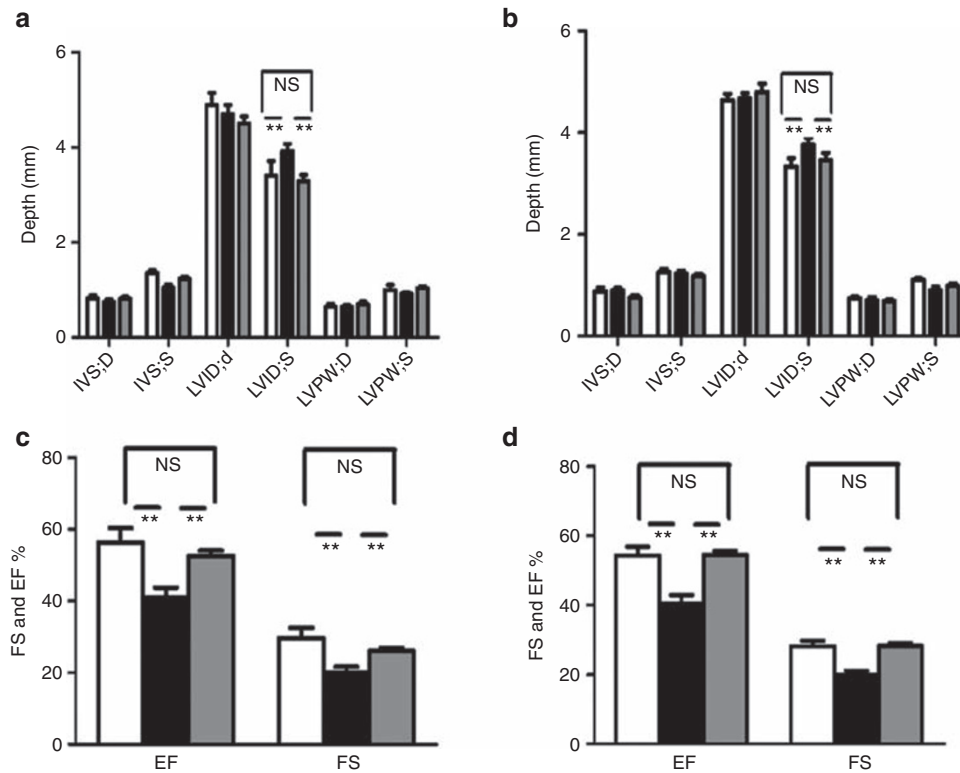 a
6
4
2
0
Depth (mm)
NS
**
**
IVS;D
IVS;S
LVID;d
LVID;S
LVPW;D
LVPW;S
b
6
4
2
0
Depth (mm)
NS
**
**
IVS;D
IVS;S
LVID;d
LVID;S
LVPW;D
LVPW;S
c
80
60
40
20
0
FS and EF %
NS
**
**
NS
**
**
EF
FS
d
80
60
40
20
0
FS and EF %
NS
**
**
NS
**
**
EF
FS